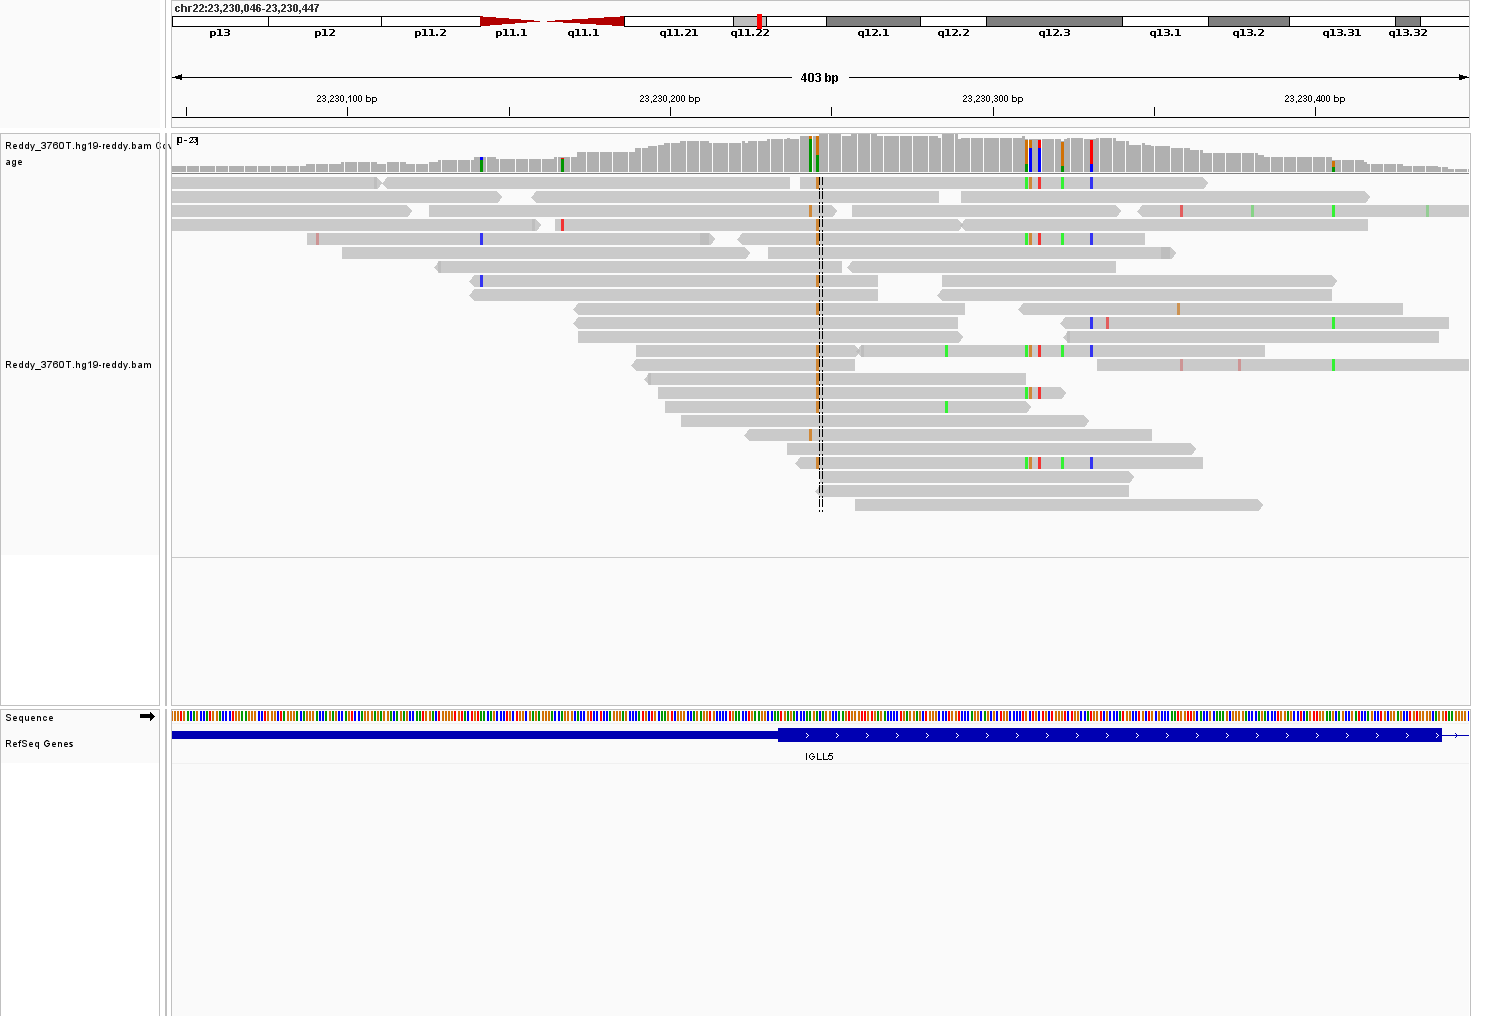 chr22:23,230,046-23,230,447
p13 p12 p11.2 p11.1 q11.1 q11.21 q11.22 q12.1 q12.2 q12.3 q13.1 q13.2 q13.31 q13.32
403 bp
23,230,100 bp 23,230,200 bp 23,230,300 bp 23,230,400 bp
Reddy_3760T.hg19-reddy.bam Cov
age
[0-23]
Reddy_3760T.hg19-reddy.bam
Sequence
RefSeq Genes
IGLL5